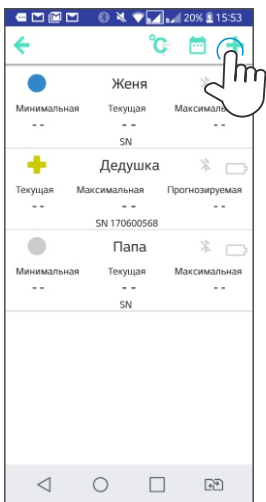 20% 15:53
°C
Женя
Минимальная Текущая Максимальная
-- -- --
SN
Дедушка
Текущая Максимальная Прогнозируемая
-- -- --
SN 170600568
Папа
Минимальная Текущая Максимальная
-- -- --
SN